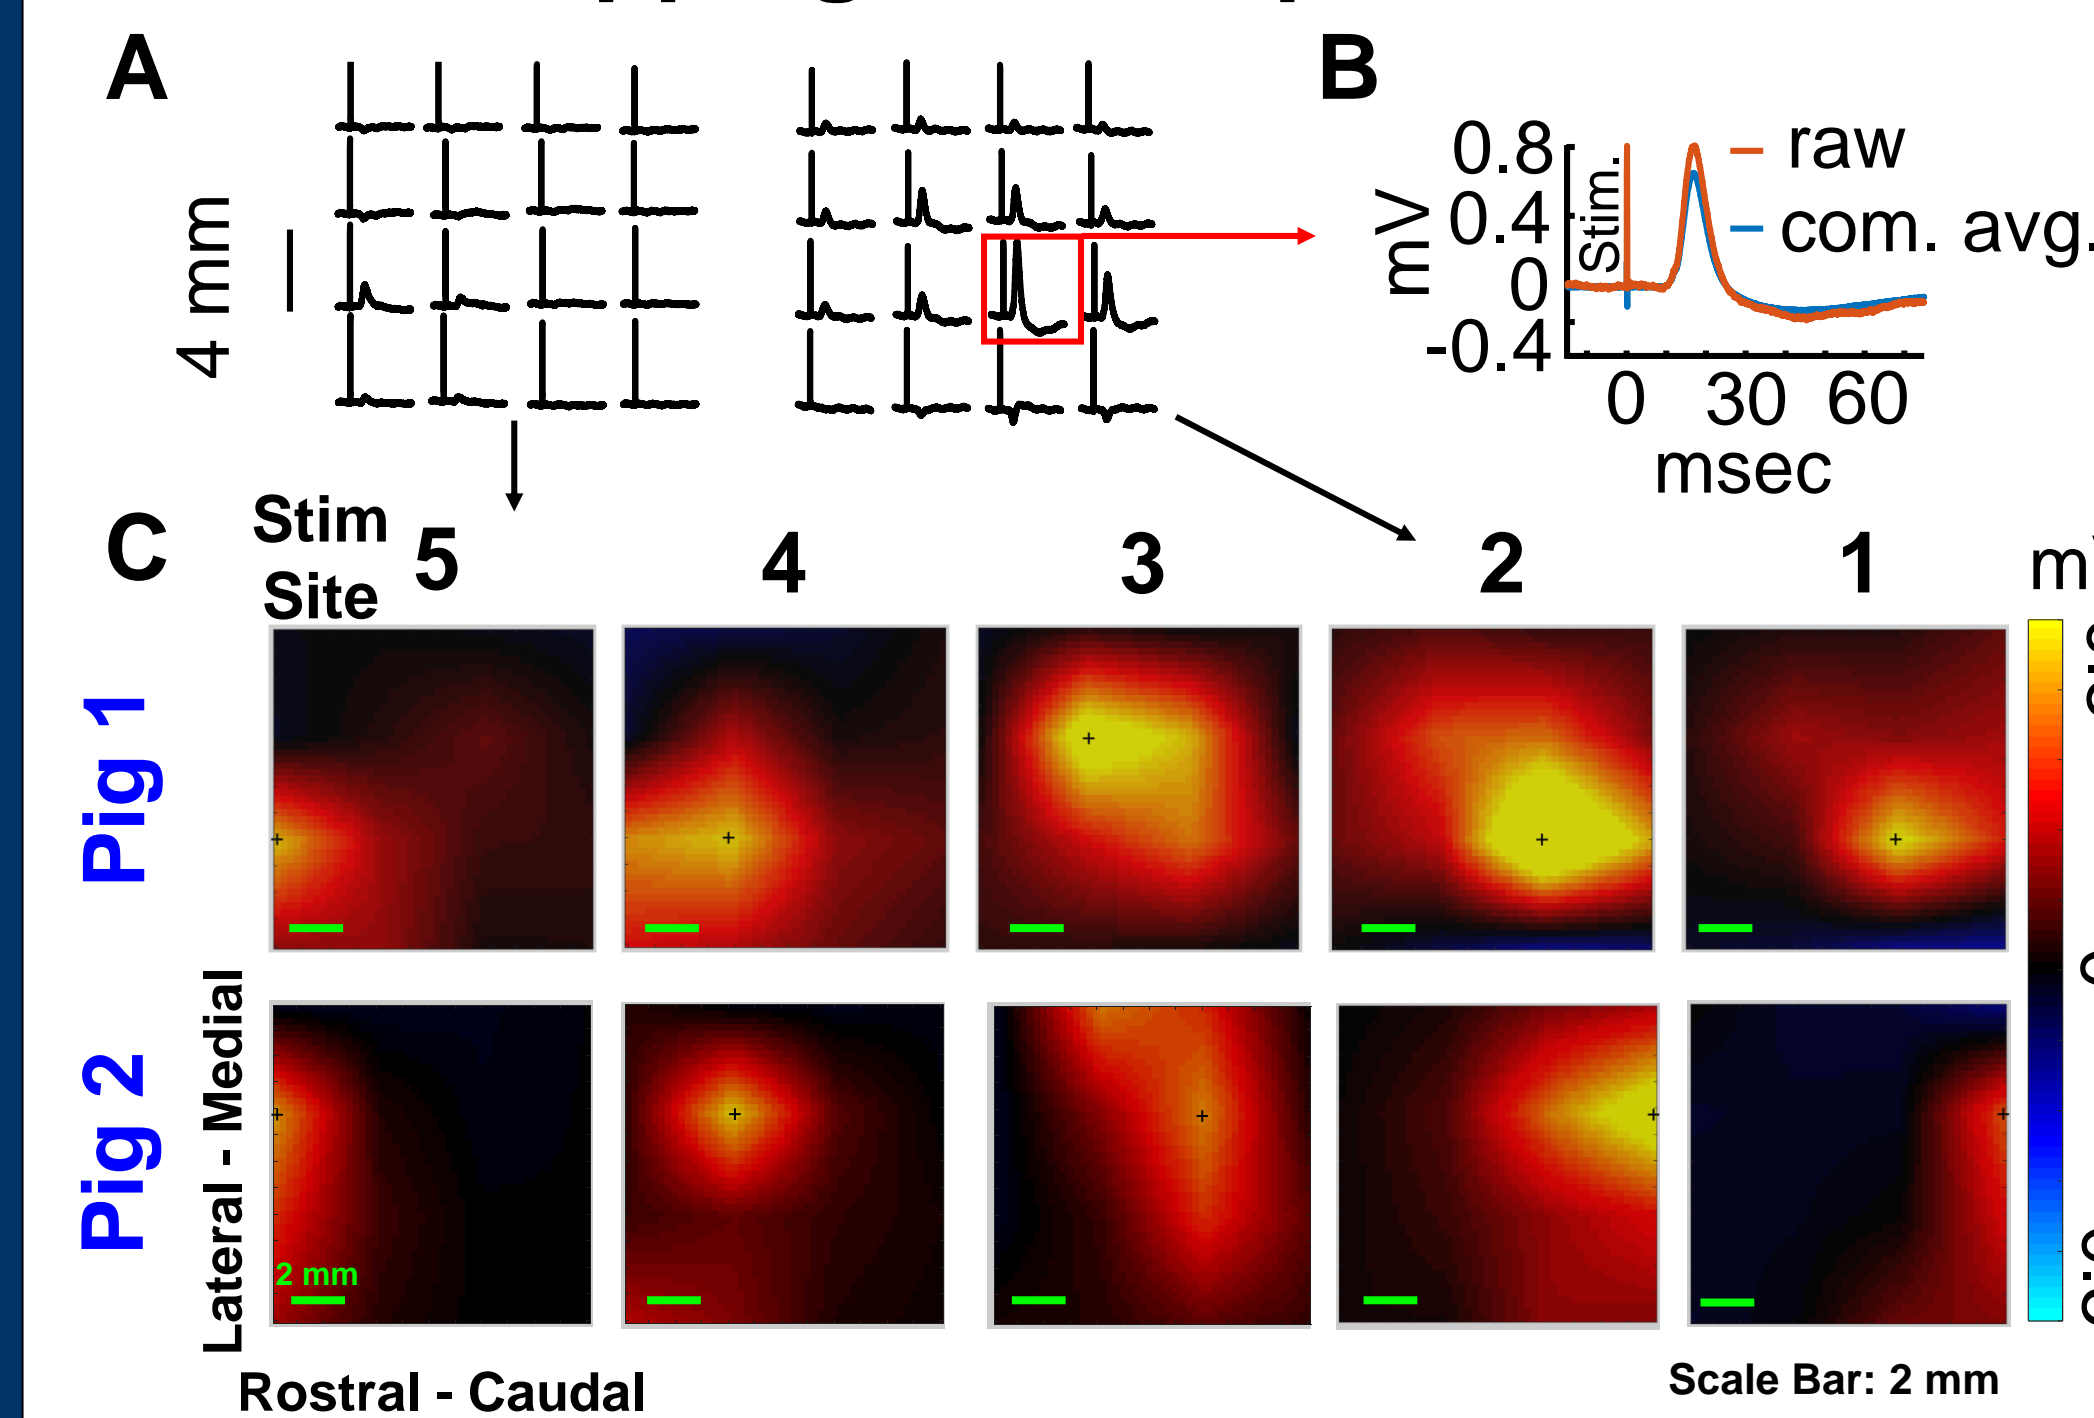 A
B
4 mm
mV
0.8
0.4
0
-0.4
Stim.
raw
com. avg.
0 30 60
msec
C
Stim
Site
5 4 3 2 1
Pig 1
Pig 2
Lateral - Medial
2 mm
Rostral - Caudal
0
Scale Bar: 2 mm